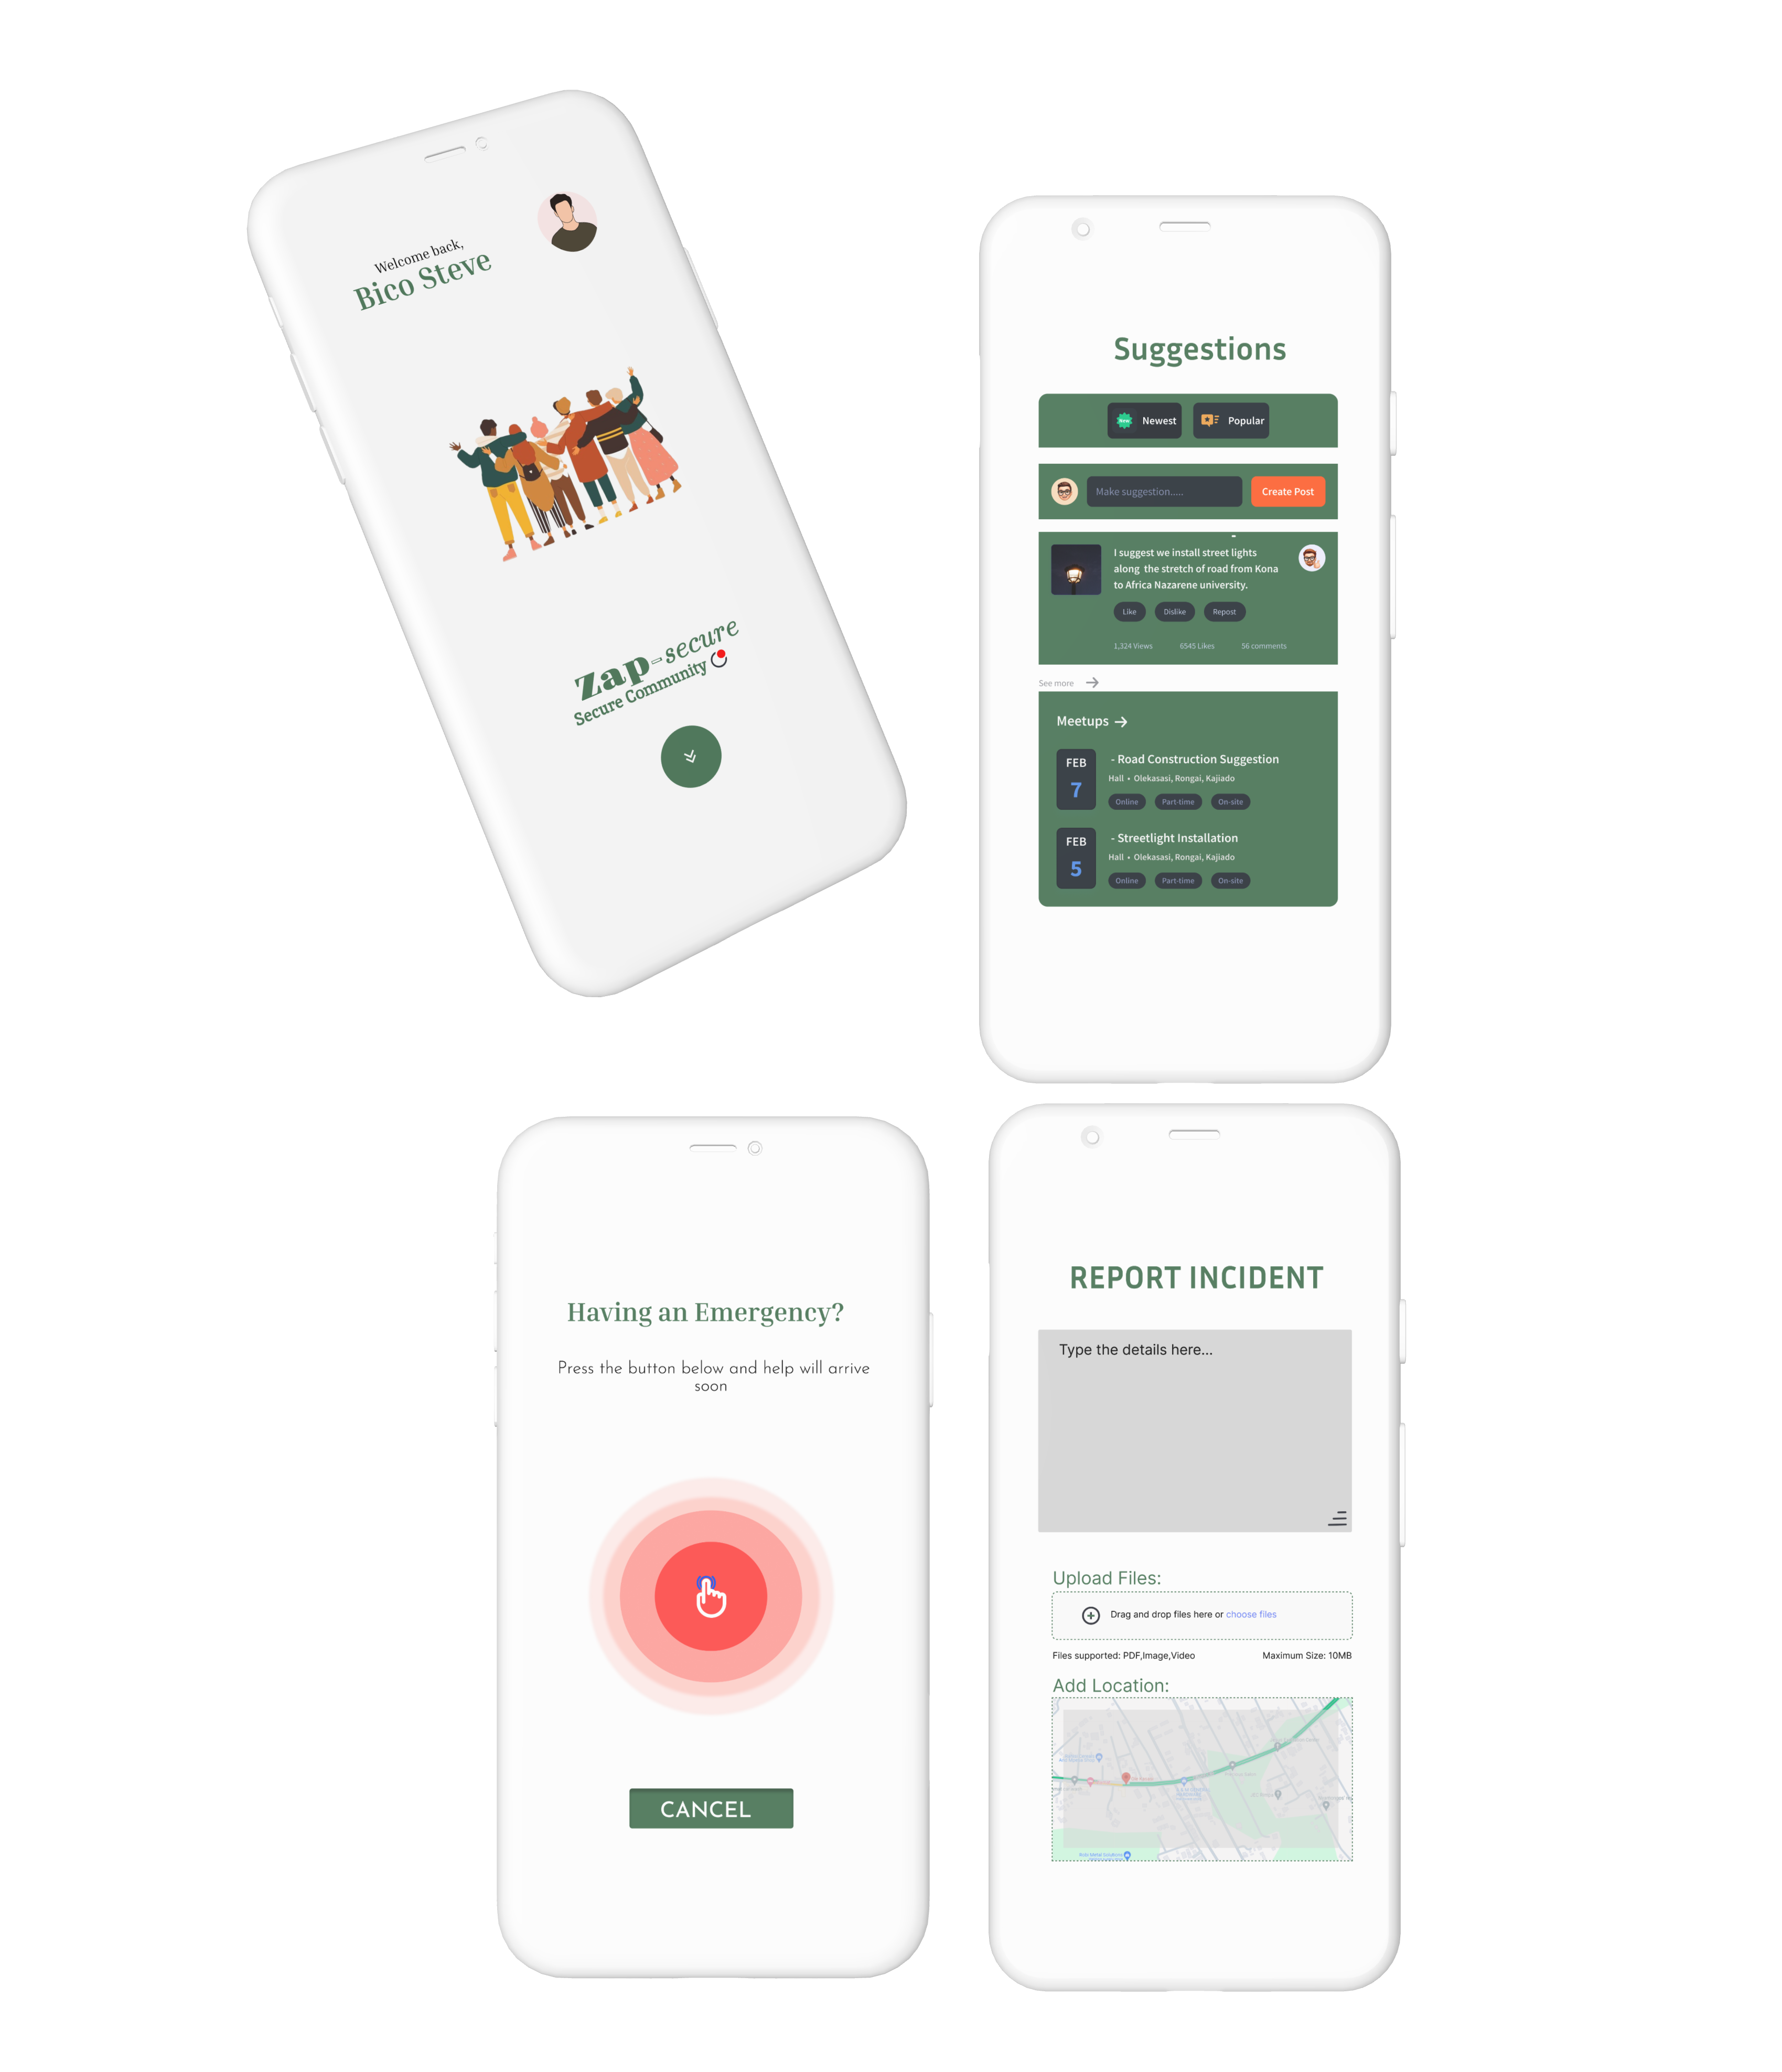 Welcome back,
Bico Steve
Zap-secure
Secure Community
Suggestions
New
Newest
Popular
Make suggestion.....
Create Post
I suggest we install street lights
along the stretch of road from Kona
to Africa Nazarene university.
Like
Dislike
Repost
1,324 Views
6545 Likes
56 comments
See more
Meetups
FEB
7
- Road Construction Suggestion
Hall • Olekasasi, Rongai, Kajiado
Online
Part-time
On-site
FEB
5
- Streetlight Installation
Hall • Olekasasi, Rongai, Kajiado
Online
Part-time
On-site
Having an Emergency?
Press the button below and help will arrive
soon
CANCEL
REPORT INCIDENT
Type the details here...
Upload Files:
Drag and drop files here or choose files
Files supported: PDF,Image,Video
Maximum Size: 10MB
Add Location: